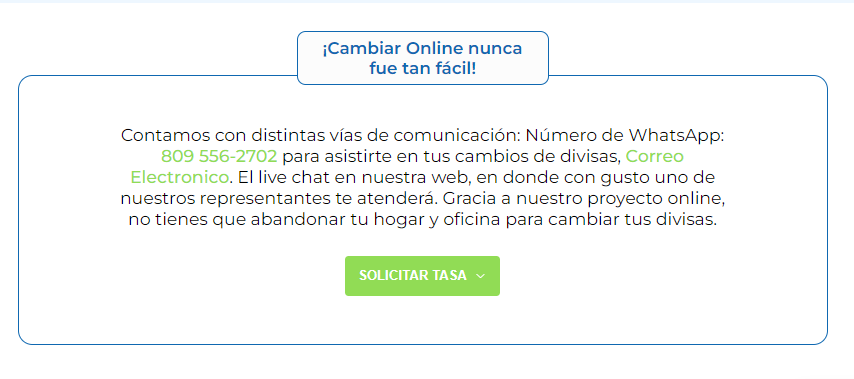 ¡Cambiar Online nunca
fue tan fácil!
Contamos con distintas vías de comunicación: Número de WhatsApp:
809 556-2702 para asistirte en tus cambios de divisas, Correo
Electronico. El live chat en nuestra web, en donde con gusto uno de
nuestros representantes te atenderá. Gracia a nuestro proyecto online,
no tienes que abandonar tu hogar y oficina para cambiar tus divisas.
SOLICITAR TASA